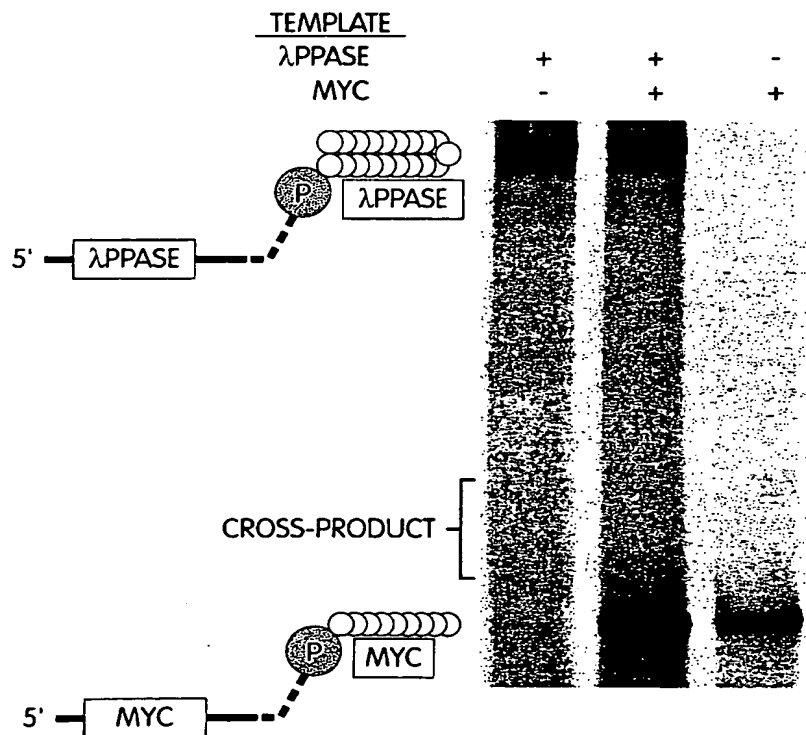 TEMPLATE
λPPASE + + -
MYC - + +
P
λPPASE
5' λPPASE
CROSS-PRODUCT
P
MYC
5' MYC